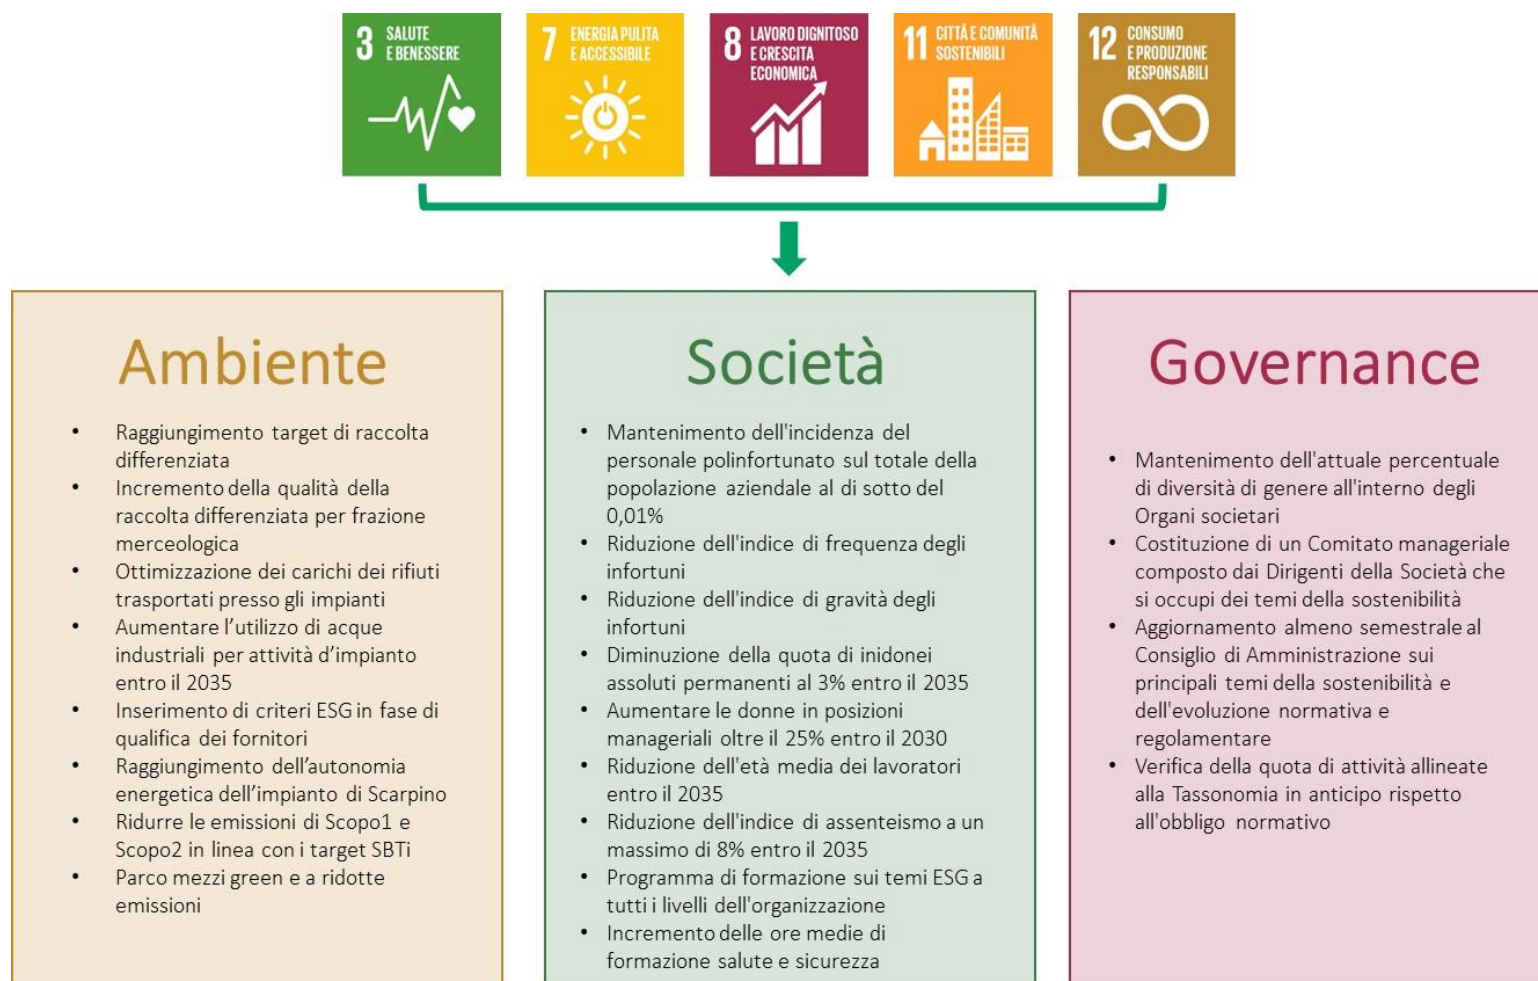 3 SALUTE
E BENESSERE
7 ENERGIA PULITA
E ACCESSIBILE
8 LAVORO DIGNITOSO
E CRESCITA
ECONOMICA
11 CITTÀ E COMUNITÀ
SOSTENIBILI
12 CONSUMO
E PRODUZIONE
RESPONSABILI
Ambiente
• Raggiungimento target di raccolta
differenziata
• Incremento della qualità della
raccolta differenziata per frazione
merceologica
• Ottimizzazione dei carichi dei rifiuti
trasportati presso gli impianti
• Aumentare l’utilizzo di acque
industriali per attività d’impianto
entro il 2035
• Inserimento di criteri ESG in fase di
qualifica dei fornitori
• Raggiungimento dell’autonomia
energetica dell’impianto di Scarpino
• Ridurre le emissioni di Scopo1 e
Scopo2 in linea con i target SBTi
• Parco mezzi green e a ridotte
emissioni
Società
• Mantenimento dell'incidenza del
personale polinfortunato sul totale della
popolazione aziendale al di sotto del
0,01%
• Riduzione dell'indice di frequenza degli
infortuni
• Riduzione dell'indice di gravità degli
infortuni
• Diminuzione della quota di inidonei
assoluti permanenti al 3% entro il 2035
• Aumentare le donne in posizioni
manageriali oltre il 25% entro il 2030
• Riduzione dell'età media dei lavoratori
entro il 2035
• Riduzione dell'indice di assenteismo a un
massimo di 8% entro il 2035
• Programma di formazione sui temi ESG a
tutti i livelli dell'organizzazione
• Incremento delle ore medie di
formazione salute e sicurezza
Governance
• Mantenimento dell'attuale percentuale
di diversità di genere all'interno degli
Organi societari
• Costituzione di un Comitato manageriale
composto dai Dirigenti della Società che
si occupi dei temi della sostenibilità
• Aggiornamento almeno semestrale al
Consiglio di Amministrazione sui
principali temi della sostenibilità e
dell'evoluzione normativa e
regolamentare
• Verifica della quota di attività allineate
alla Tassonomia in anticipo rispetto
all'obbligo normativo